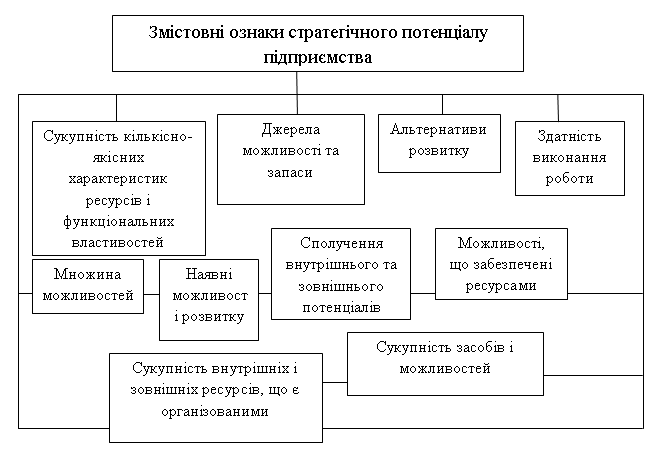 Змістовні ознаки стратегічного потенціалу
підприємства
Сукупність кількісно-
якісних
характеристик
ресурсів і
функціональних
властивостей
Джерела
можливості та
запаси
Альтернативи
розвитку
Здатність
виконання
роботи
Множина
можливостей
Наявні
можливост
і розвитку
Сполучення
внутрішнього та
зовнішнього
потенціалів
Можливості,
що забезпечені
ресурсами
Сукупність внутрішніх і
зовнішніх ресурсів, що є
організованими
Сукупність засобів і
можливостей